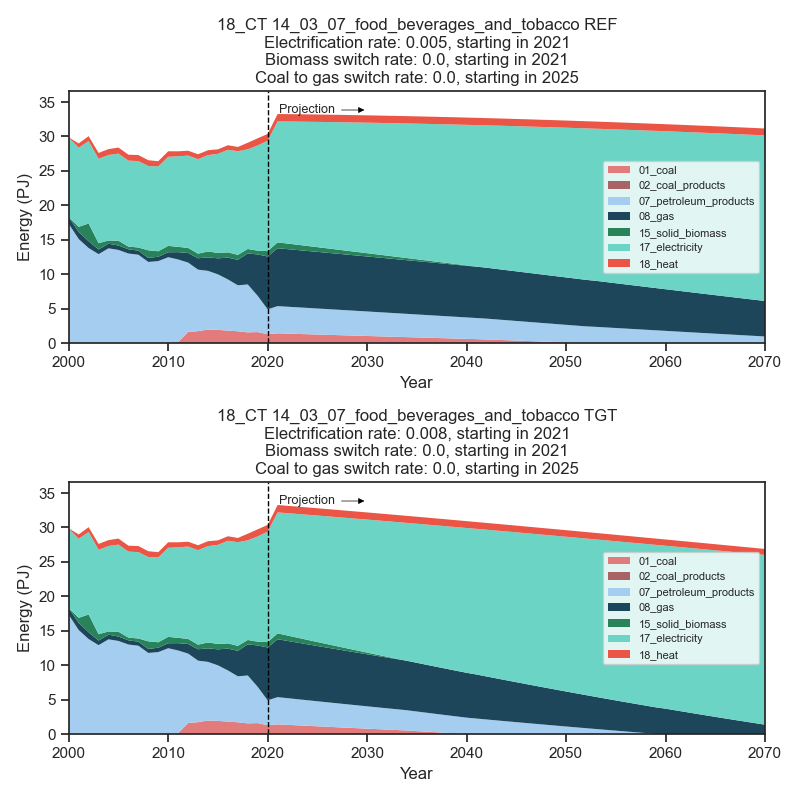 18_CT 14_03_07_food_beverages_and_tobacco REF
Electrification rate: 0.005, starting in 2021
Biomass switch rate: 0.0, starting in 2021
Coal to gas switch rate: 0.0, starting in 2025
Projection
35
30
25
20
15
10
5
0
Energy (PJ)
01_coal
02_coal_products
07_petroleum_products
08_gas
15_solid_biomass
17_electricity
18_heat
2000 2010 2020 2030 2040 2050 2060 2070
Year
18_CT 14_03_07_food_beverages_and_tobacco TGT
Electrification rate: 0.008, starting in 2021
Biomass switch rate: 0.0, starting in 2021
Coal to gas switch rate: 0.0, starting in 2025
Projection
35
30
25
20
15
10
5
0
Energy (PJ)
01_coal
02_coal_products
07_petroleum_products
08_gas
15_solid_biomass
17_electricity
18_heat
2000 2010 2020 2030 2040 2050 2060 2070
Year